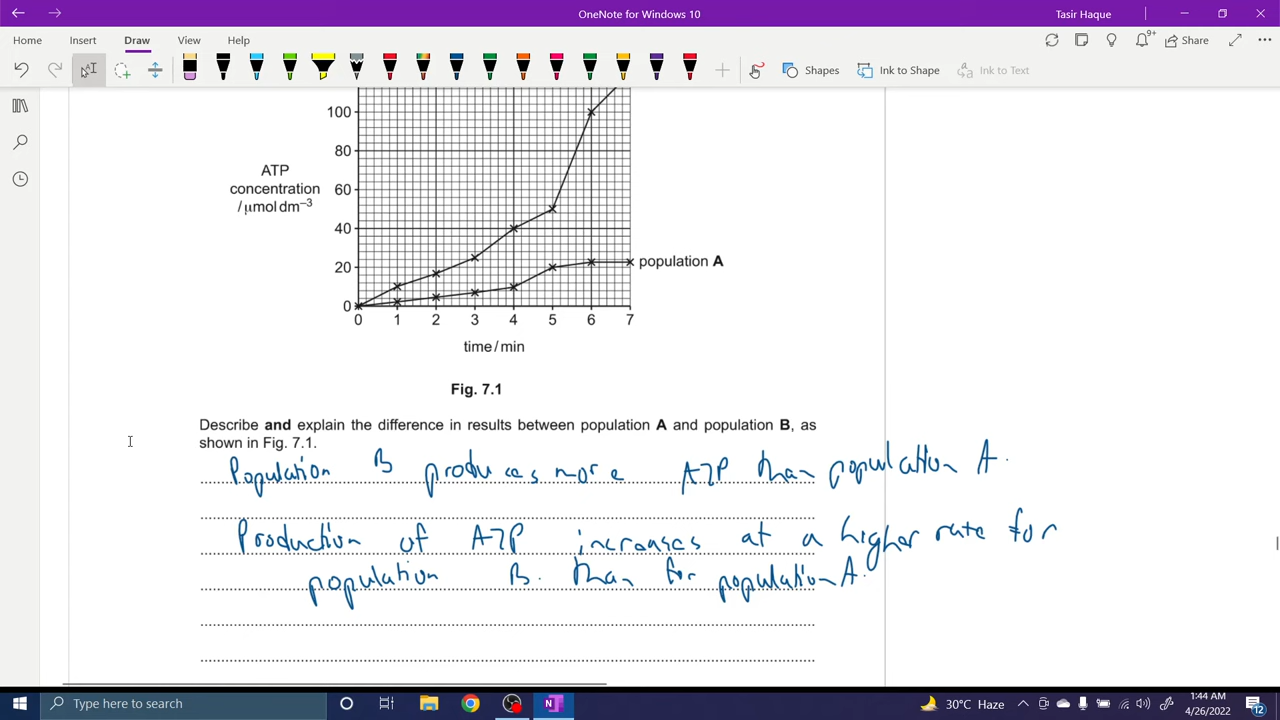 OneNote for Windows 10
Tasir Haque
Home Insert Draw View Help
9+
Share
Shapes
Ink to Shape
Ink to Text
100
80
60
40
20
0
ATP
concentration
/ μmol dm⁻³
population A
0 1 2 3 4 5 6 7
time / min
Fig. 7.1
Describe and explain the difference in results between population A and population B, as
shown in Fig. 7.1.
Population B produces more ATP than population A.
Production of ATP increases at a higher rate for
population B. than for population A.
Type here to search
30°C Haze
1:44 AM
4/26/2022
12